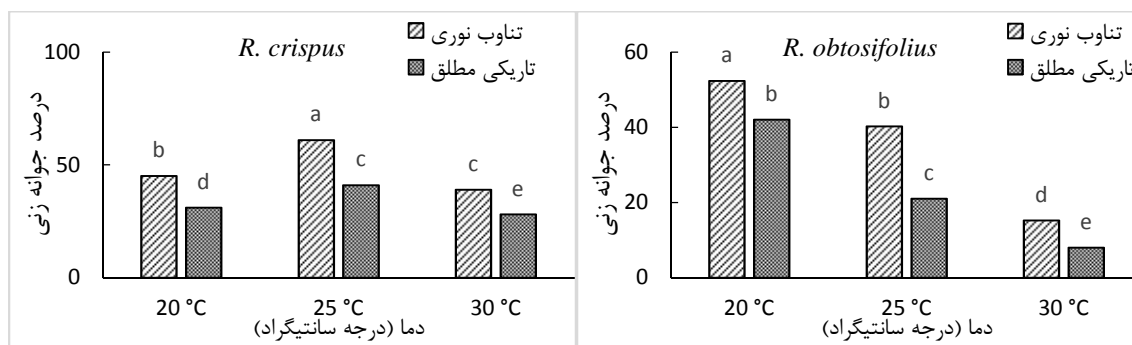 R. crispus
تناوب نوری
تاریکی مطلق
درصد جوانه زنی
100
50
0
b
d
a
c
c
e
20 °C
25 °C
30 °C
دما (درجه سانتیگراد)
R. obtosifolius
تناوب نوری
تاریکی مطلق
درصد جوانه زنی
60
40
20
0
a
b
b
c
d
e
20 °C
25 °C
30 °C
دما (درجه سانتیگراد)